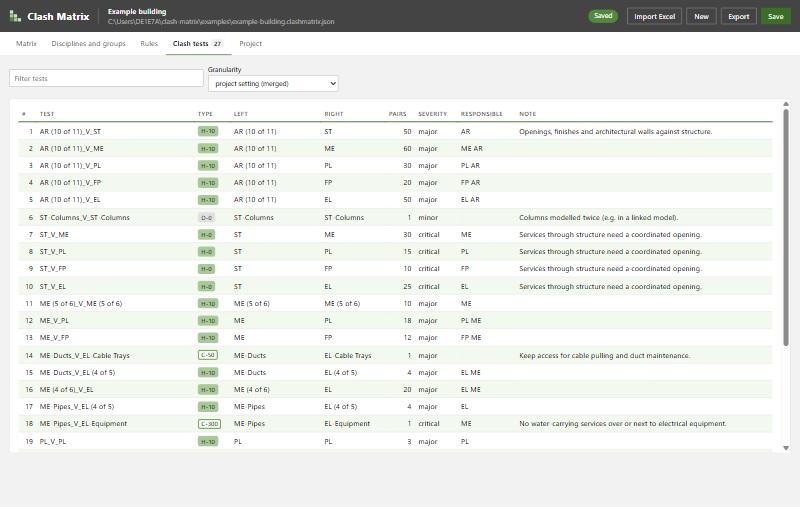 Clash Matrix
Example building
C:\Users\DE1E7A\clash-matrix\examples\example-building.clashmatrix.json
Saved
Import Excel
New
Export
Save
Matrix
Disciplines and groups
Rules
Clash tests 27
Project
Granularity
Filter tests
project setting (merged)
# TEST TYPE LEFT RIGHT PAIRS SEVERITY RESPONSIBLE NOTE
1 AR (10 of 11)_V_ST H-10 AR (10 of 11) ST 50 major AR Openings, finishes and architectural walls against structure.
2 AR (10 of 11)_V_ME H-10 AR (10 of 11) ME 60 major ME AR
3 AR (10 of 11)_V_PL H-10 AR (10 of 11) PL 30 major PL AR
4 AR (10 of 11)_V_FP H-10 AR (10 of 11) FP 20 major FP AR
5 AR (10 of 11)_V_EL H-10 AR (10 of 11) EL 50 major EL AR
6 ST-Columns_V_ST-Columns D-0 ST-Columns ST-Columns 1 minor Columns modelled twice (e.g. in a linked model).
7 ST_V_ME H-0 ST ME 30 critical ME Services through structure need a coordinated opening.
8 ST_V_PL H-0 ST PL 15 critical PL Services through structure need a coordinated opening.
9 ST_V_FP H-0 ST FP 10 critical FP Services through structure need a coordinated opening.
10 ST_V_EL H-0 ST EL 25 critical EL Services through structure need a coordinated opening.
11 ME (5 of 6)_V_ME (5 of 6) H-10 ME (5 of 6) ME (5 of 6) 10 major ME
12 ME_V_PL H-10 ME PL 18 major PL ME
13 ME_V_FP H-10 ME FP 12 major FP ME
14 ME-Ducts_V_EL-Cable Trays C-50 ME-Ducts EL-Cable Trays 1 major Keep access for cable pulling and duct maintenance.
15 ME-Ducts_V_EL (4 of 5) H-10 ME-Ducts EL (4 of 5) 4 major EL ME
16 ME (4 of 6)_V_EL H-10 ME (4 of 6) EL 20 major EL ME
17 ME-Pipes_V_EL (4 of 5) H-10 ME-Pipes EL (4 of 5) 4 major EL
18 ME-Pipes_V_EL-Equipment C-300 ME-Pipes EL-Equipment 1 critical ME No water-carrying services over or next to electrical equipment.
19 PL_V_PL H-10 PL PL 3 major PL